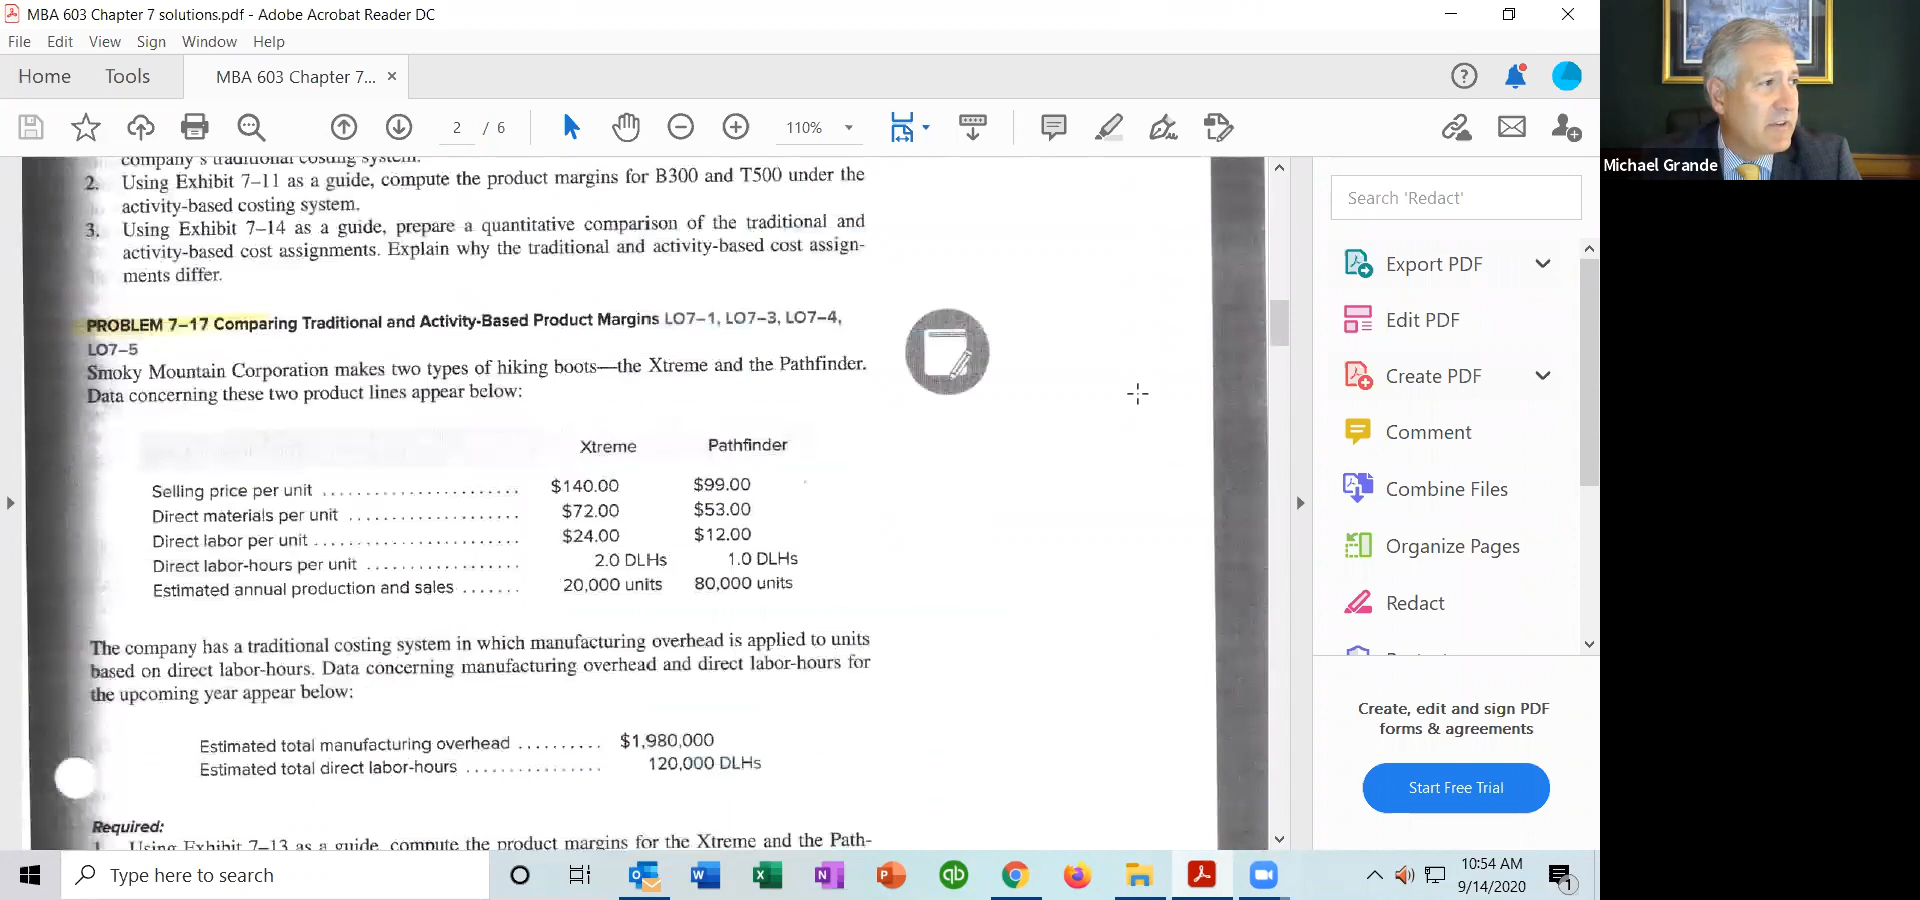 MBA 603 Chapter 7 solutions.pdf - Adobe Acrobat Reader DC
File Edit View Sign Window Help
Home Tools MBA 603 Chapter 7... ×
2 / 6 110%
company's traditional costing system.
2. Using Exhibit 7–11 as a guide, compute the product margins for B300 and T500 under the
activity-based costing system.
3. Using Exhibit 7–14 as a guide, prepare a quantitative comparison of the traditional and
activity-based cost assignments. Explain why the traditional and activity-based cost assign-
ments differ.
PROBLEM 7–17 Comparing Traditional and Activity-Based Product Margins LO7–1, LO7–3, LO7–4,
LO7–5
Smoky Mountain Corporation makes two types of hiking boots—the Xtreme and the Pathfinder.
Data concerning these two product lines appear below:
Xtreme Pathfinder
Selling price per unit ........................ $140.00 $99.00
Direct materials per unit ..................... $72.00 $53.00
Direct labor per unit ......................... $24.00 $12.00
Direct labor-hours per unit ................... 2.0 DLHs 1.0 DLHs
Estimated annual production and sales ....... 20,000 units 80,000 units
The company has a traditional costing system in which manufacturing overhead is applied to units
based on direct labor-hours. Data concerning manufacturing overhead and direct labor-hours for
the upcoming year appear below:
Estimated total manufacturing overhead .......... $1,980,000
Estimated total direct labor-hours ................ 120,000 DLHs
Required:
1. Using Exhibit 7–13 as a guide, compute the product margins for the Xtreme and the Path-
Search 'Redact'
Export PDF
Edit PDF
Create PDF
Comment
Combine Files
Organize Pages
Redact
Create, edit and sign PDF
forms & agreements
Start Free Trial
Michael Grande
Type here to search
10:54 AM
9/14/2020
1